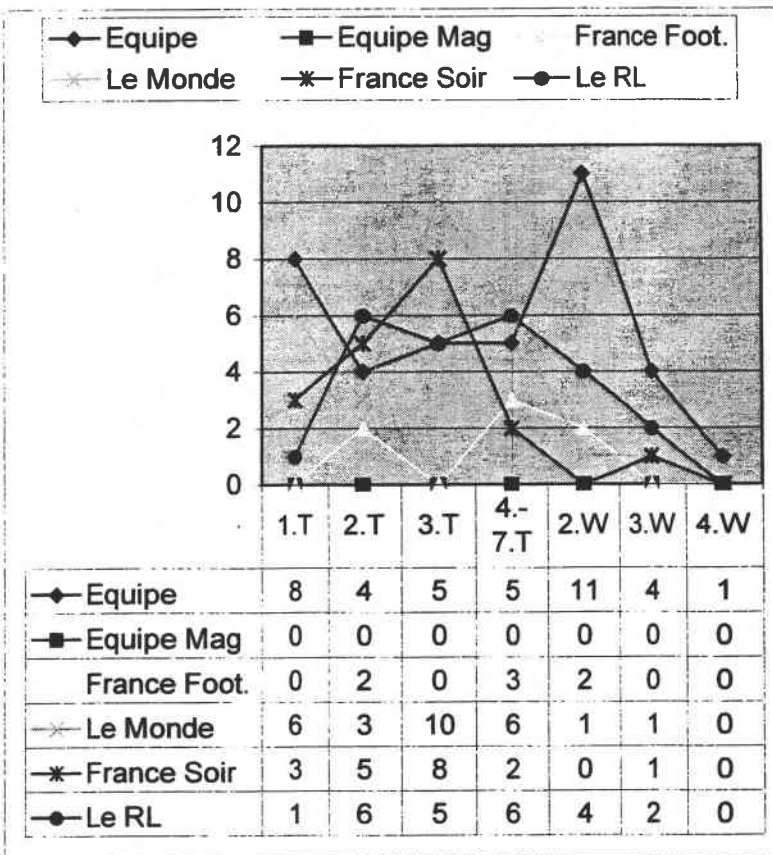 Equipe Equipe Mag France Foot.
Le Monde France Soir Le RL
12
10
8
6
4
2
0
1.T 2.T 3.T 4.- 7.T 2.W 3.W 4.W
Equipe 8 4 5 5 11 4 1
Equipe Mag 0 0 0 0 0 0 0
France Foot. 0 2 0 3 2 0 0
Le Monde 6 3 10 6 1 1 0
France Soir 3 5 8 2 0 1 0
Le RL 1 6 5 6 4 2 0